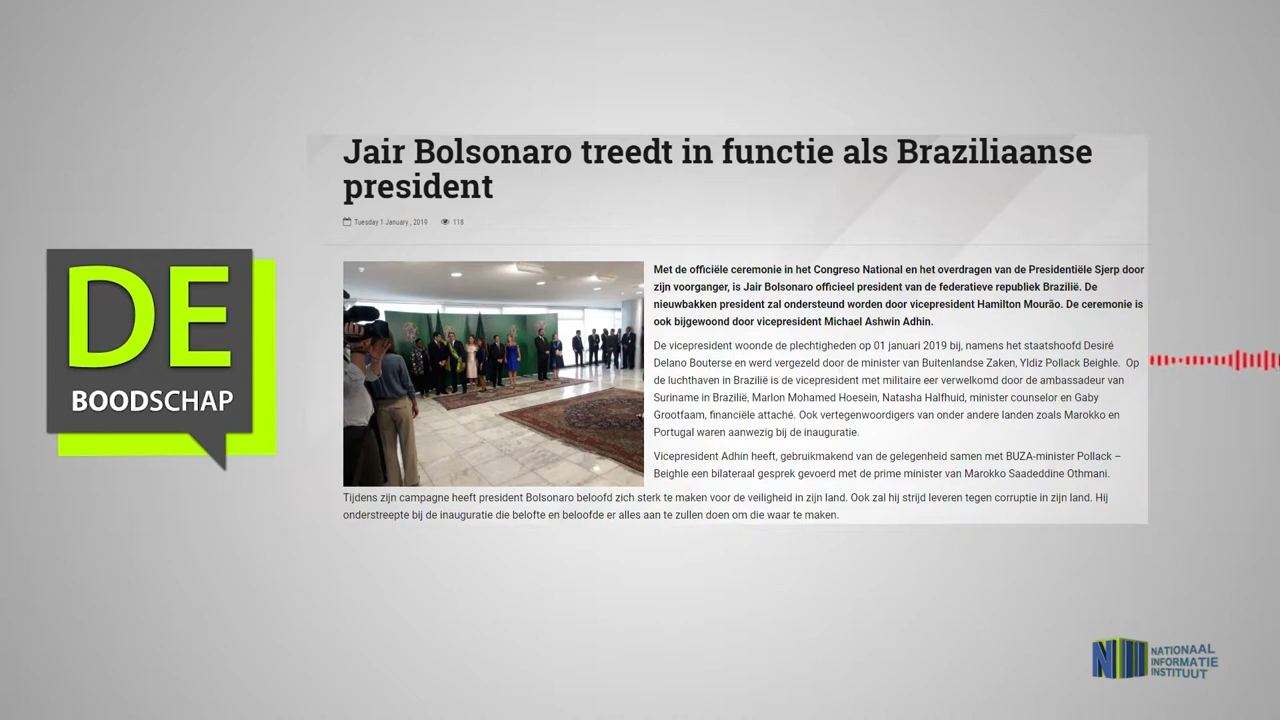 Jair Bolsonaro treedt in functie als Braziliaanse
president
Tuesday 1 January , 2019 118
DE
BOODSCHAP
Met de officiële ceremonie in het Congreso National en het overdragen van de Presidentiële Sjerp door
zijn voorganger, is Jair Bolsonaro officieel president van de federatieve republiek Brazilië. De
nieuwbakken president zal ondersteund worden door vicepresident Hamilton Mourão. De ceremonie is
ook bijgewoond door vicepresident Michael Ashwin Adhin.
De vicepresident woonde de plechtigheden op 01 januari 2019 bij, namens het staatshoofd Desiré
Delano Bouterse en werd vergezeld door de minister van Buitenlandse Zaken, Yldiz Pollack Beighle. Op
de luchthaven in Brazilië is de vicepresident met militaire eer verwelkomd door de ambassadeur van
Suriname in Brazilië, Marlon Mohamed Hoesein, Natasha Halfhuid, minister counselor en Gaby
Grootfaam, financiële attaché. Ook vertegenwoordigers van onder andere landen zoals Marokko en
Portugal waren aanwezig bij de inauguratie.
Vicepresident Adhin heeft, gebruikmakend van de gelegenheid samen met BUZA-minister Pollack –
Beighle een bilateraal gesprek gevoerd met de prime minister van Marokko Saadeddine Othmani.
Tijdens zijn campagne heeft president Bolsonaro beloofd zich sterk te maken voor de veiligheid in zijn land. Ook zal hij strijd leveren tegen corruptie in zijn land. Hij
onderstreepte bij de inauguratie die belofte en beloofde er alles aan te zullen doen om die waar te maken.
NII
NATIONAAL
INFORMATIE
INSTITUUT